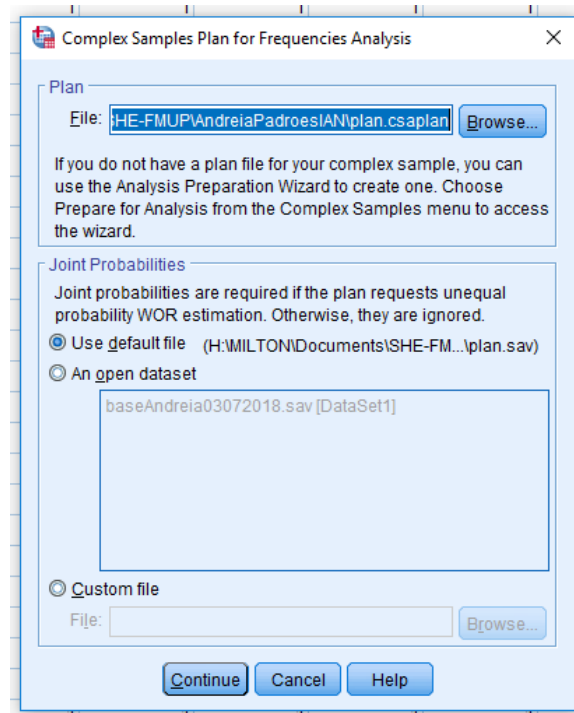 Complex Samples Plan for Frequencies Analysis
Plan
File: SHE-FMUP\AndreiaPadroesIAN\plan.csaplan Browse...
If you do not have a plan file for your complex sample, you can
use the Analysis Preparation Wizard to create one. Choose
Prepare for Analysis from the Complex Samples menu to access
the wizard.
Joint Probabilities
Joint probabilities are required if the plan requests unequal
probability WOR estimation. Otherwise, they are ignored.
Use default file (H:\MILTON\Documents\SHE-FM...\plan.sav)
An open dataset
baseAndreia03072018.sav [DataSet1]
Custom file
File: Browse...
Continue Cancel Help